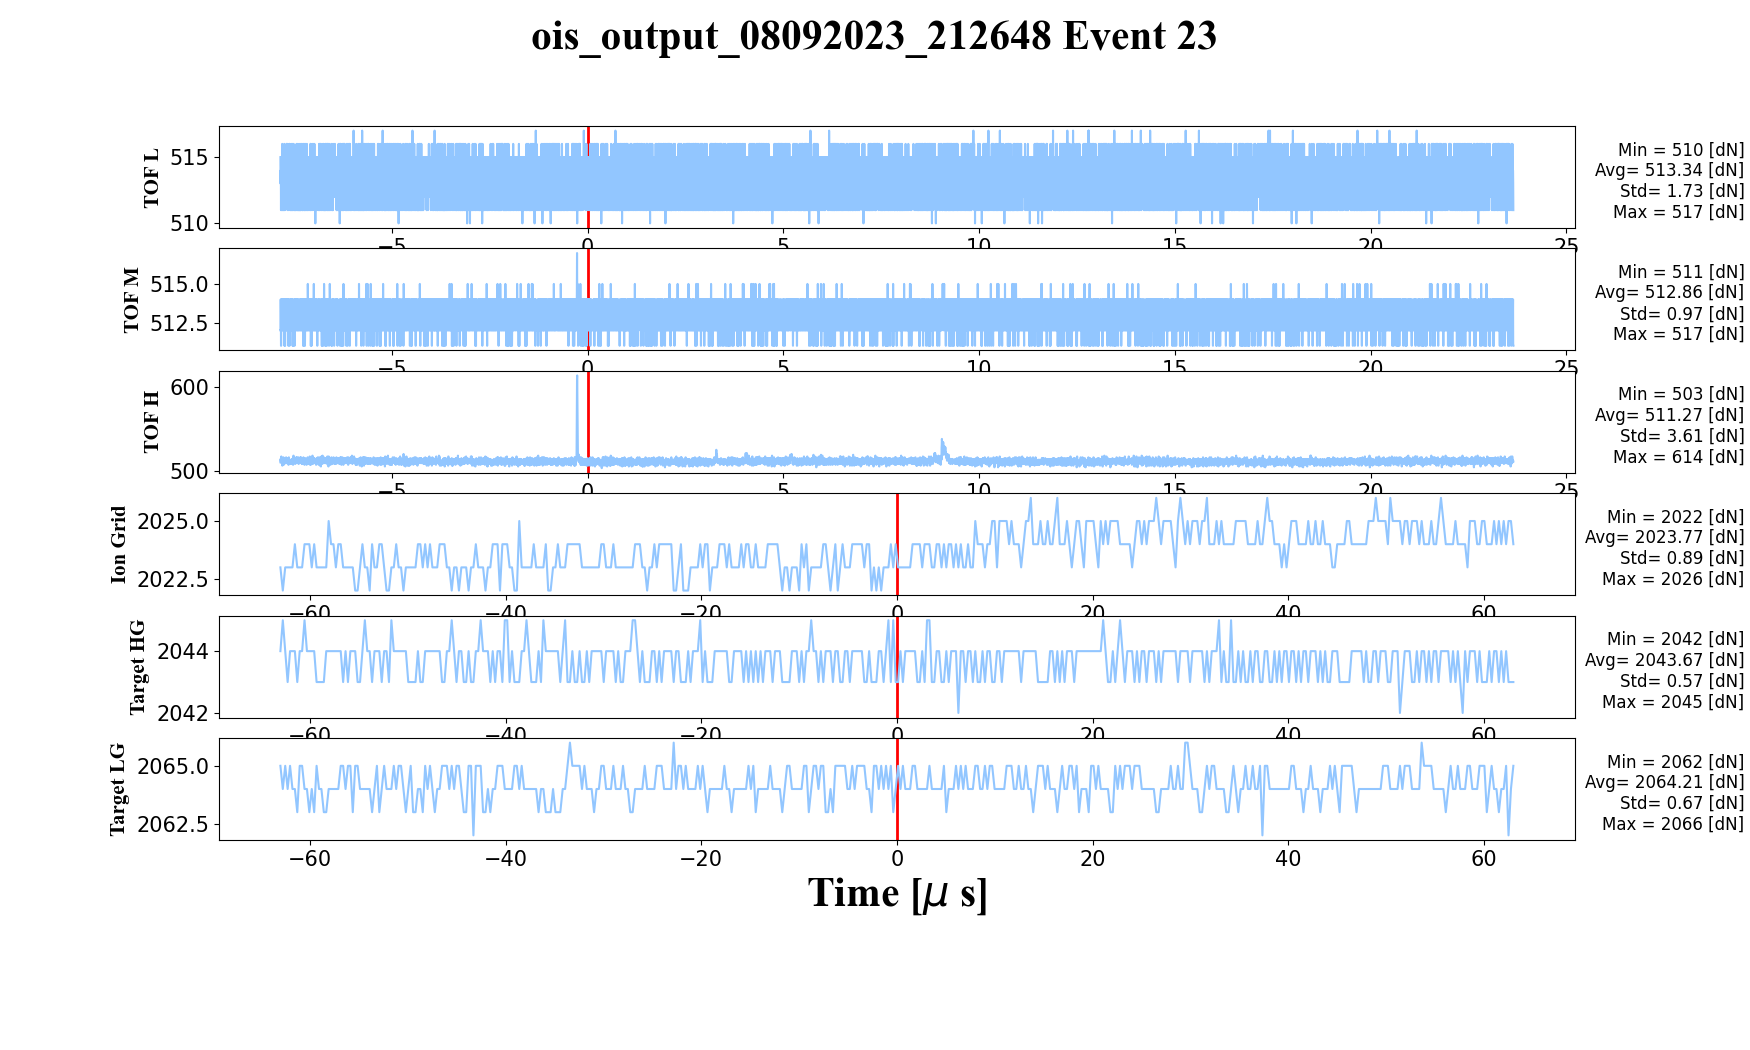 ois_output_08092023_212648 Event 23
TOF L
515
510
−5
0
5
10
15
20
25
Min = 510 [dN]
Avg= 513.34 [dN]
Std= 1.73 [dN]
Max = 517 [dN]
TOF M
515.0
512.5
−5
0
5
10
15
20
25
Min = 511 [dN]
Avg= 512.86 [dN]
Std= 0.97 [dN]
Max = 517 [dN]
TOF H
600
500
−5
0
5
10
15
20
25
Min = 503 [dN]
Avg= 511.27 [dN]
Std= 3.61 [dN]
Max = 614 [dN]
Ion Grid
2025.0
2022.5
−60
−40
−20
0
20
40
60
Min = 2022 [dN]
Avg= 2023.77 [dN]
Std= 0.89 [dN]
Max = 2026 [dN]
Target HG
2044
2042
−60
−40
−20
0
20
40
60
Min = 2042 [dN]
Avg= 2043.67 [dN]
Std= 0.57 [dN]
Max = 2045 [dN]
Target LG
2065.0
2062.5
−60
−40
−20
0
20
40
60
Min = 2062 [dN]
Avg= 2064.21 [dN]
Std= 0.67 [dN]
Max = 2066 [dN]
Time [μ s]